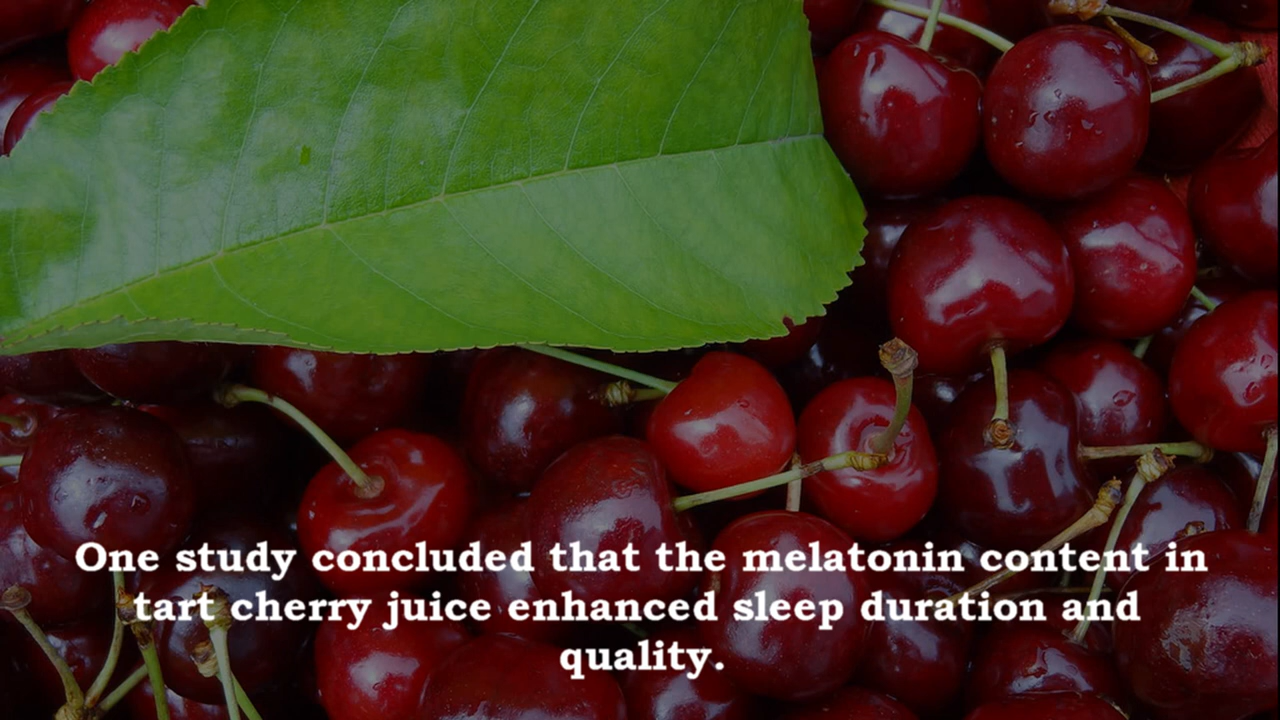 One study concluded that the melatonin content in
tart cherry juice enhanced sleep duration and
quality.